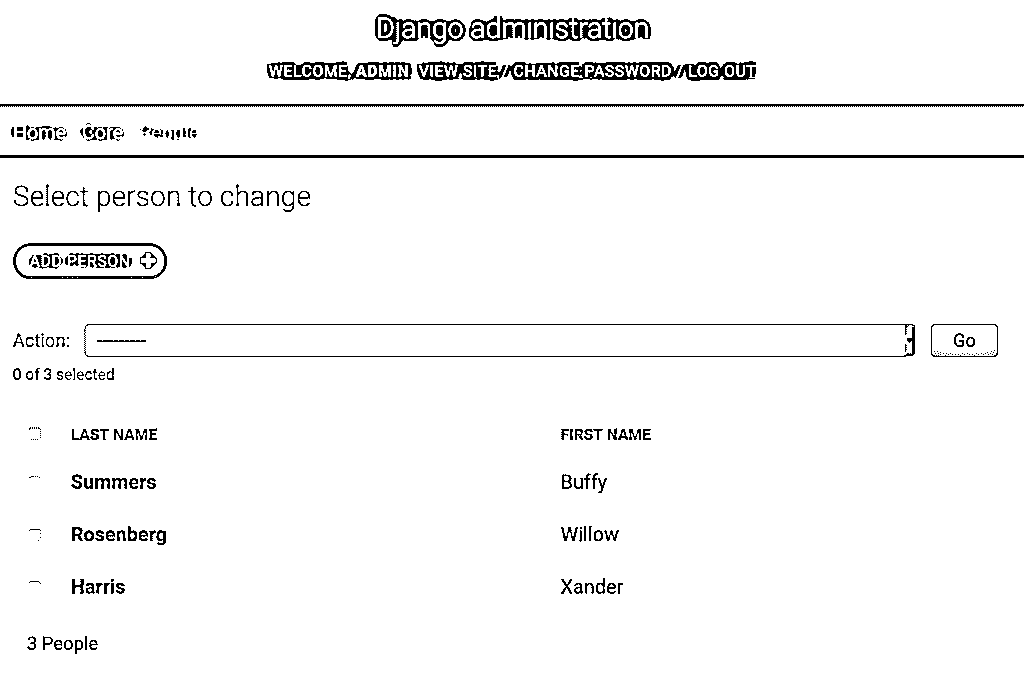 Django administration
WELCOME, ADMIN VIEW SITE / CHANGE PASSWORD / LOG OUT
Home Core People
Select person to change
ADD PERSON
Action: --------- Go
0 of 3 selected
LAST NAME FIRST NAME
Summers Buffy
Rosenberg Willow
Harris Xander
3 People